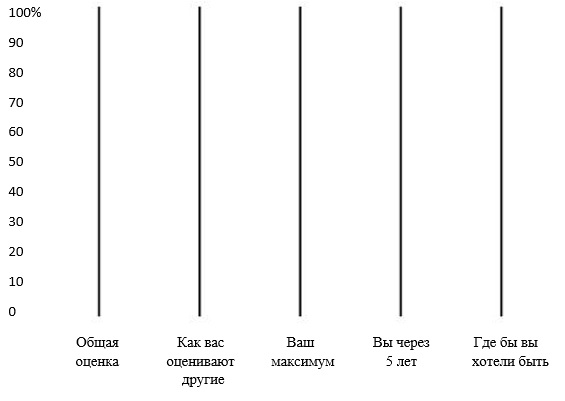 100%
90
80
70
60
50
40
30
20
10
0
Общая
оценка
Как вас
оценивают
другие
Ваш
максимум
Вы через
5 лет
Где бы вы
хотели быть